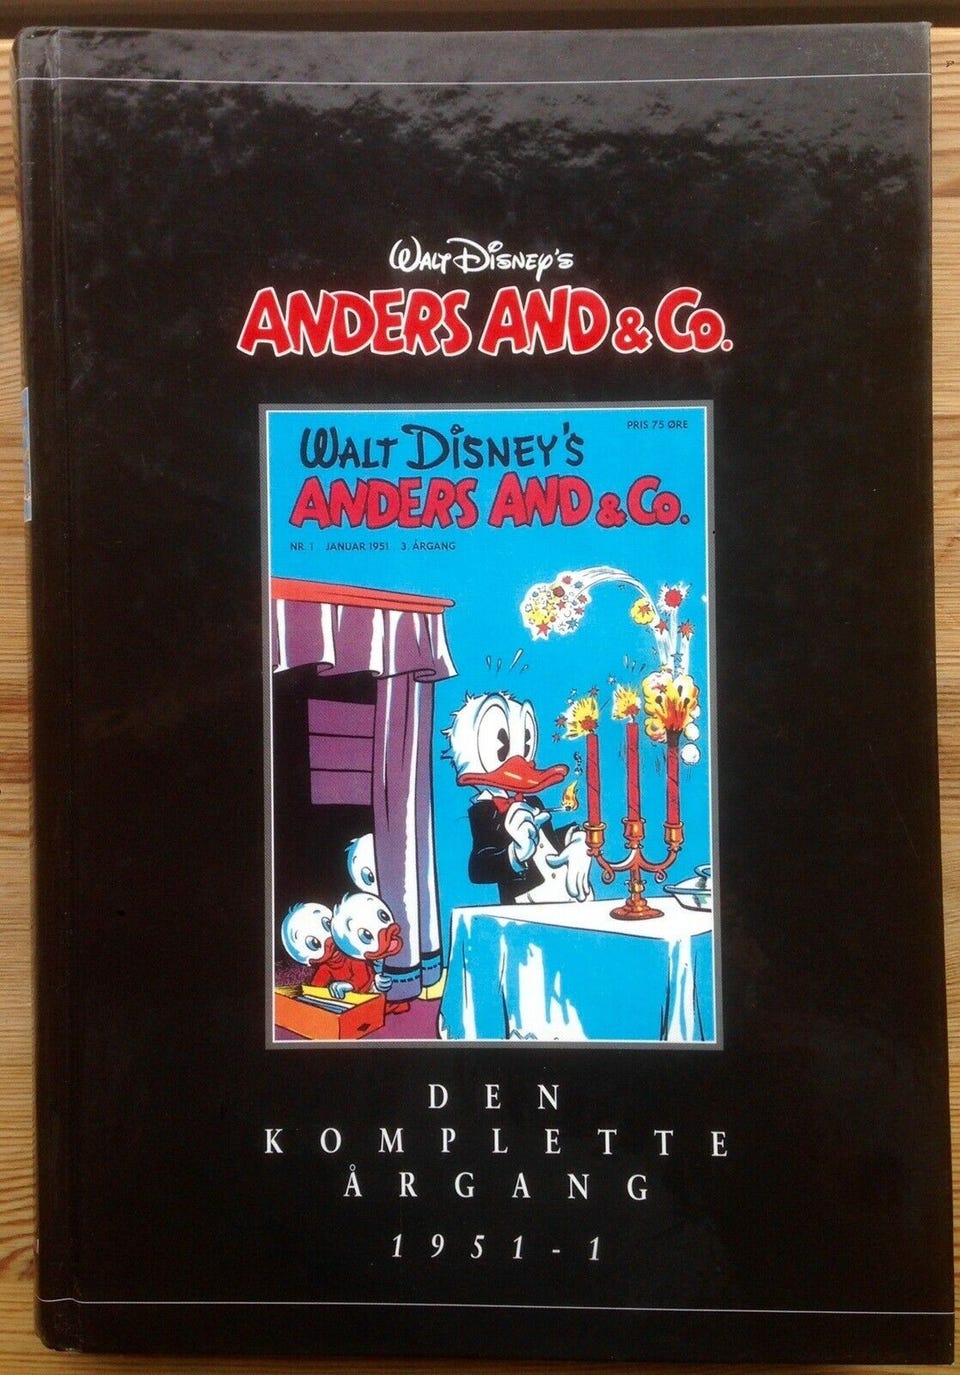 WALT DISNEY'S
ANDERS AND & CO.
PRIS 75 ØRE
WALT DISNEY'S
ANDERS AND & CO.
NR. 1 JANUAR 1951 3. ÅRGANG
DEN
KOMPLETTE
ÅRGANG
1951-1